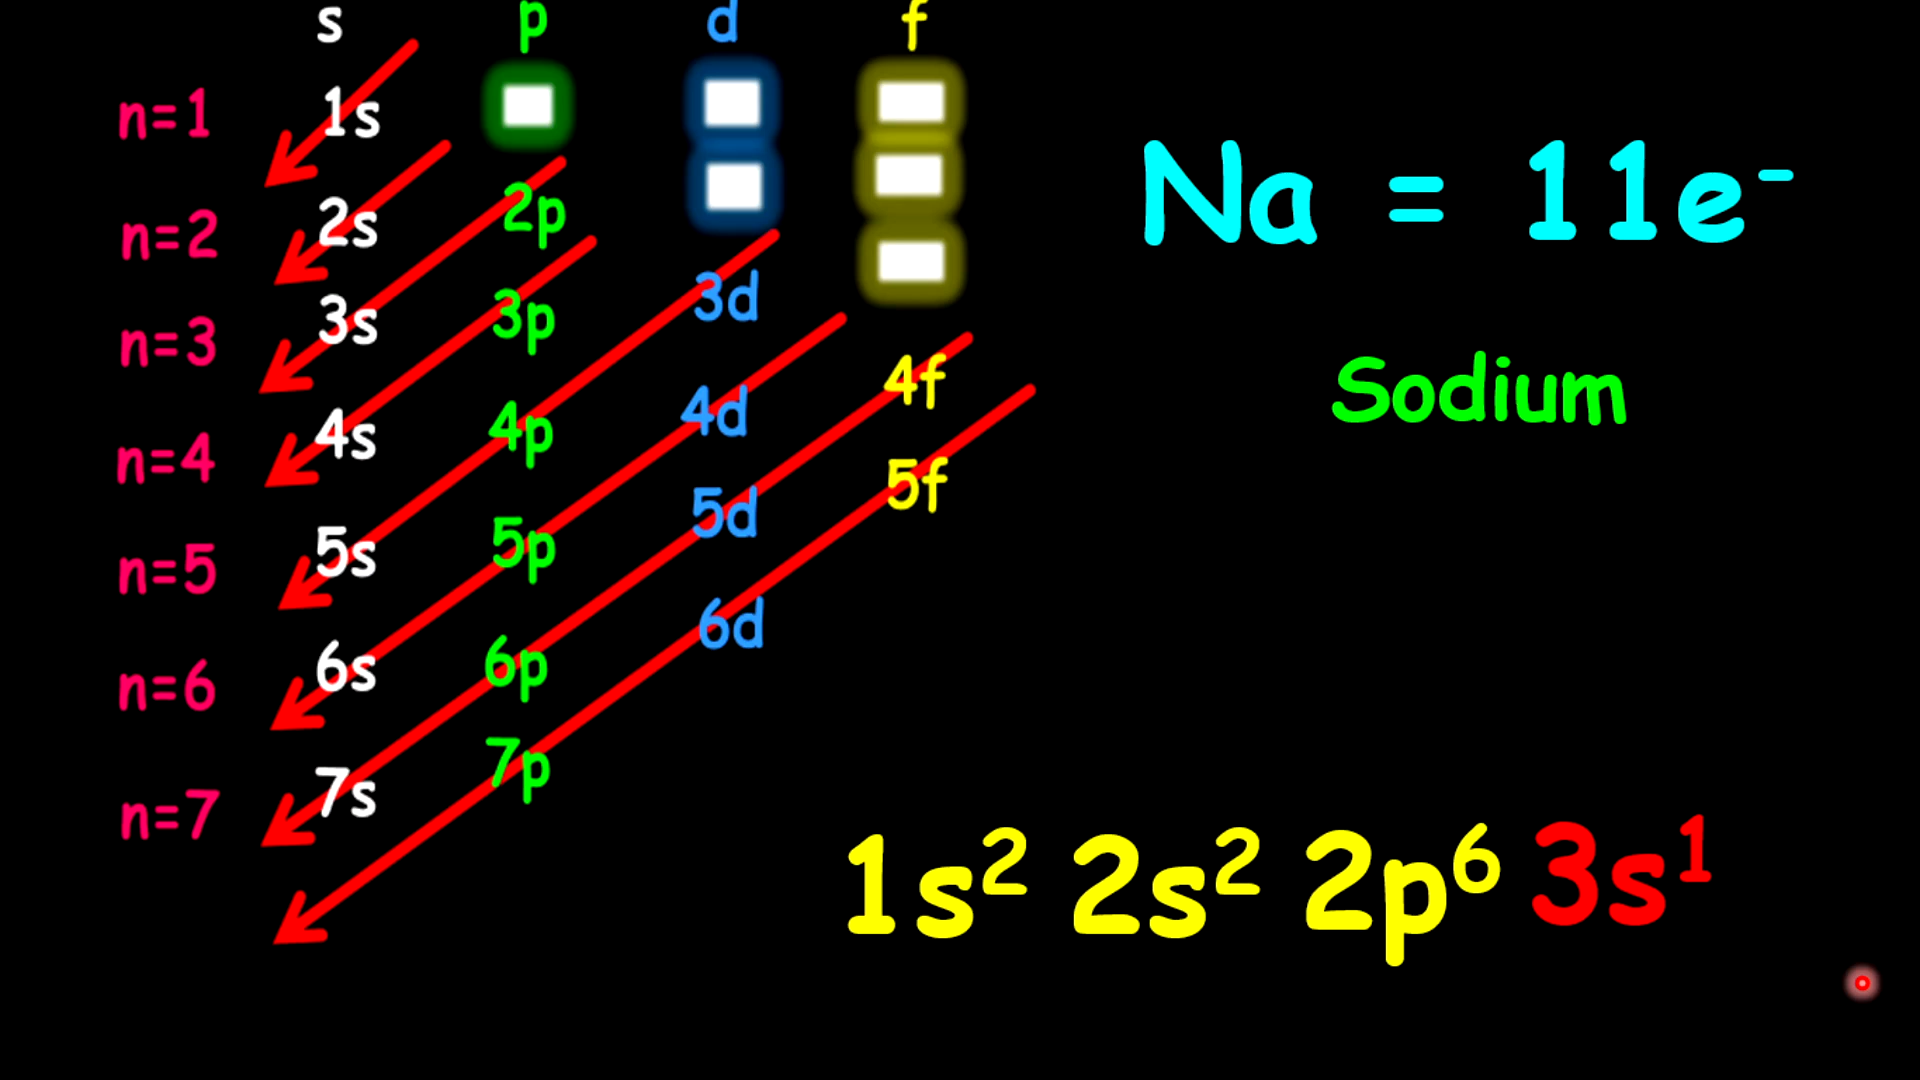 s p d f
n=1 1s
n=2 2s 2p
n=3 3s 3p 3d
n=4 4s 4p 4d 4f
n=5 5s 5p 5d 5f
n=6 6s 6p 6d
n=7 7s 7p
Na = 11e⁻
Sodium
1s² 2s² 2p⁶ 3s¹